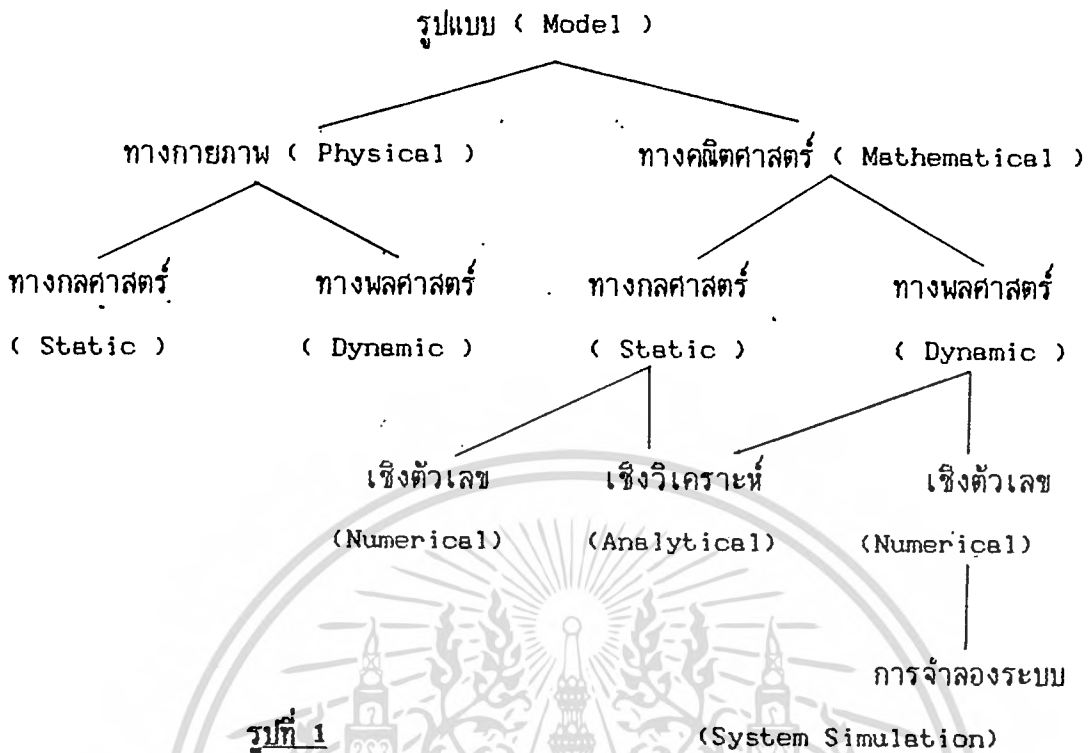 รูปแบบ ( Model )
ทางกายภาพ ( Physical ) ทางคณิตศาสตร์ ( Mathematical )
ทางกลศาสตร์ ทางพลศาสตร์ ทางกลศาสตร์ ทางพลศาสตร์
( Static ) ( Dynamic ) ( Static ) ( Dynamic )
เชิงตัวเลข เชิงวิเคราะห์ เชิงตัวเลข
(Numerical) (Analytical) (Numerical)
การจำลองระบบ
รูปที่ 1 (System Simulation)